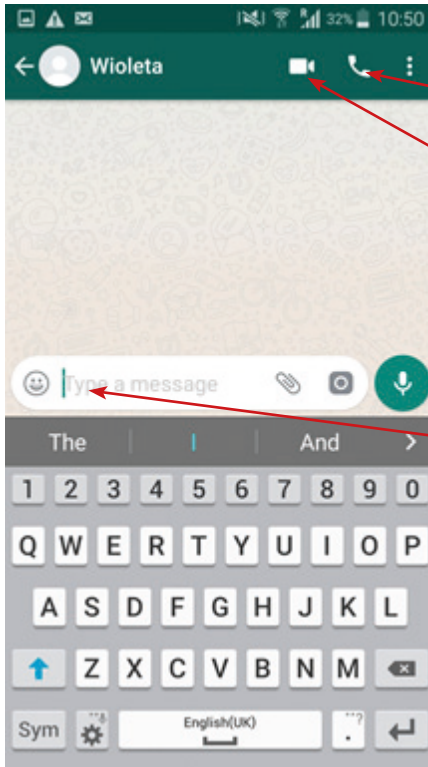 32% 10:50
Wioleta
Type a message
The I And
1 2 3 4 5 6 7 8 9 0
Q W E R T Y U I O P
A S D F G H J K L
Z X C V B N M
Sym English(UK) . ...?